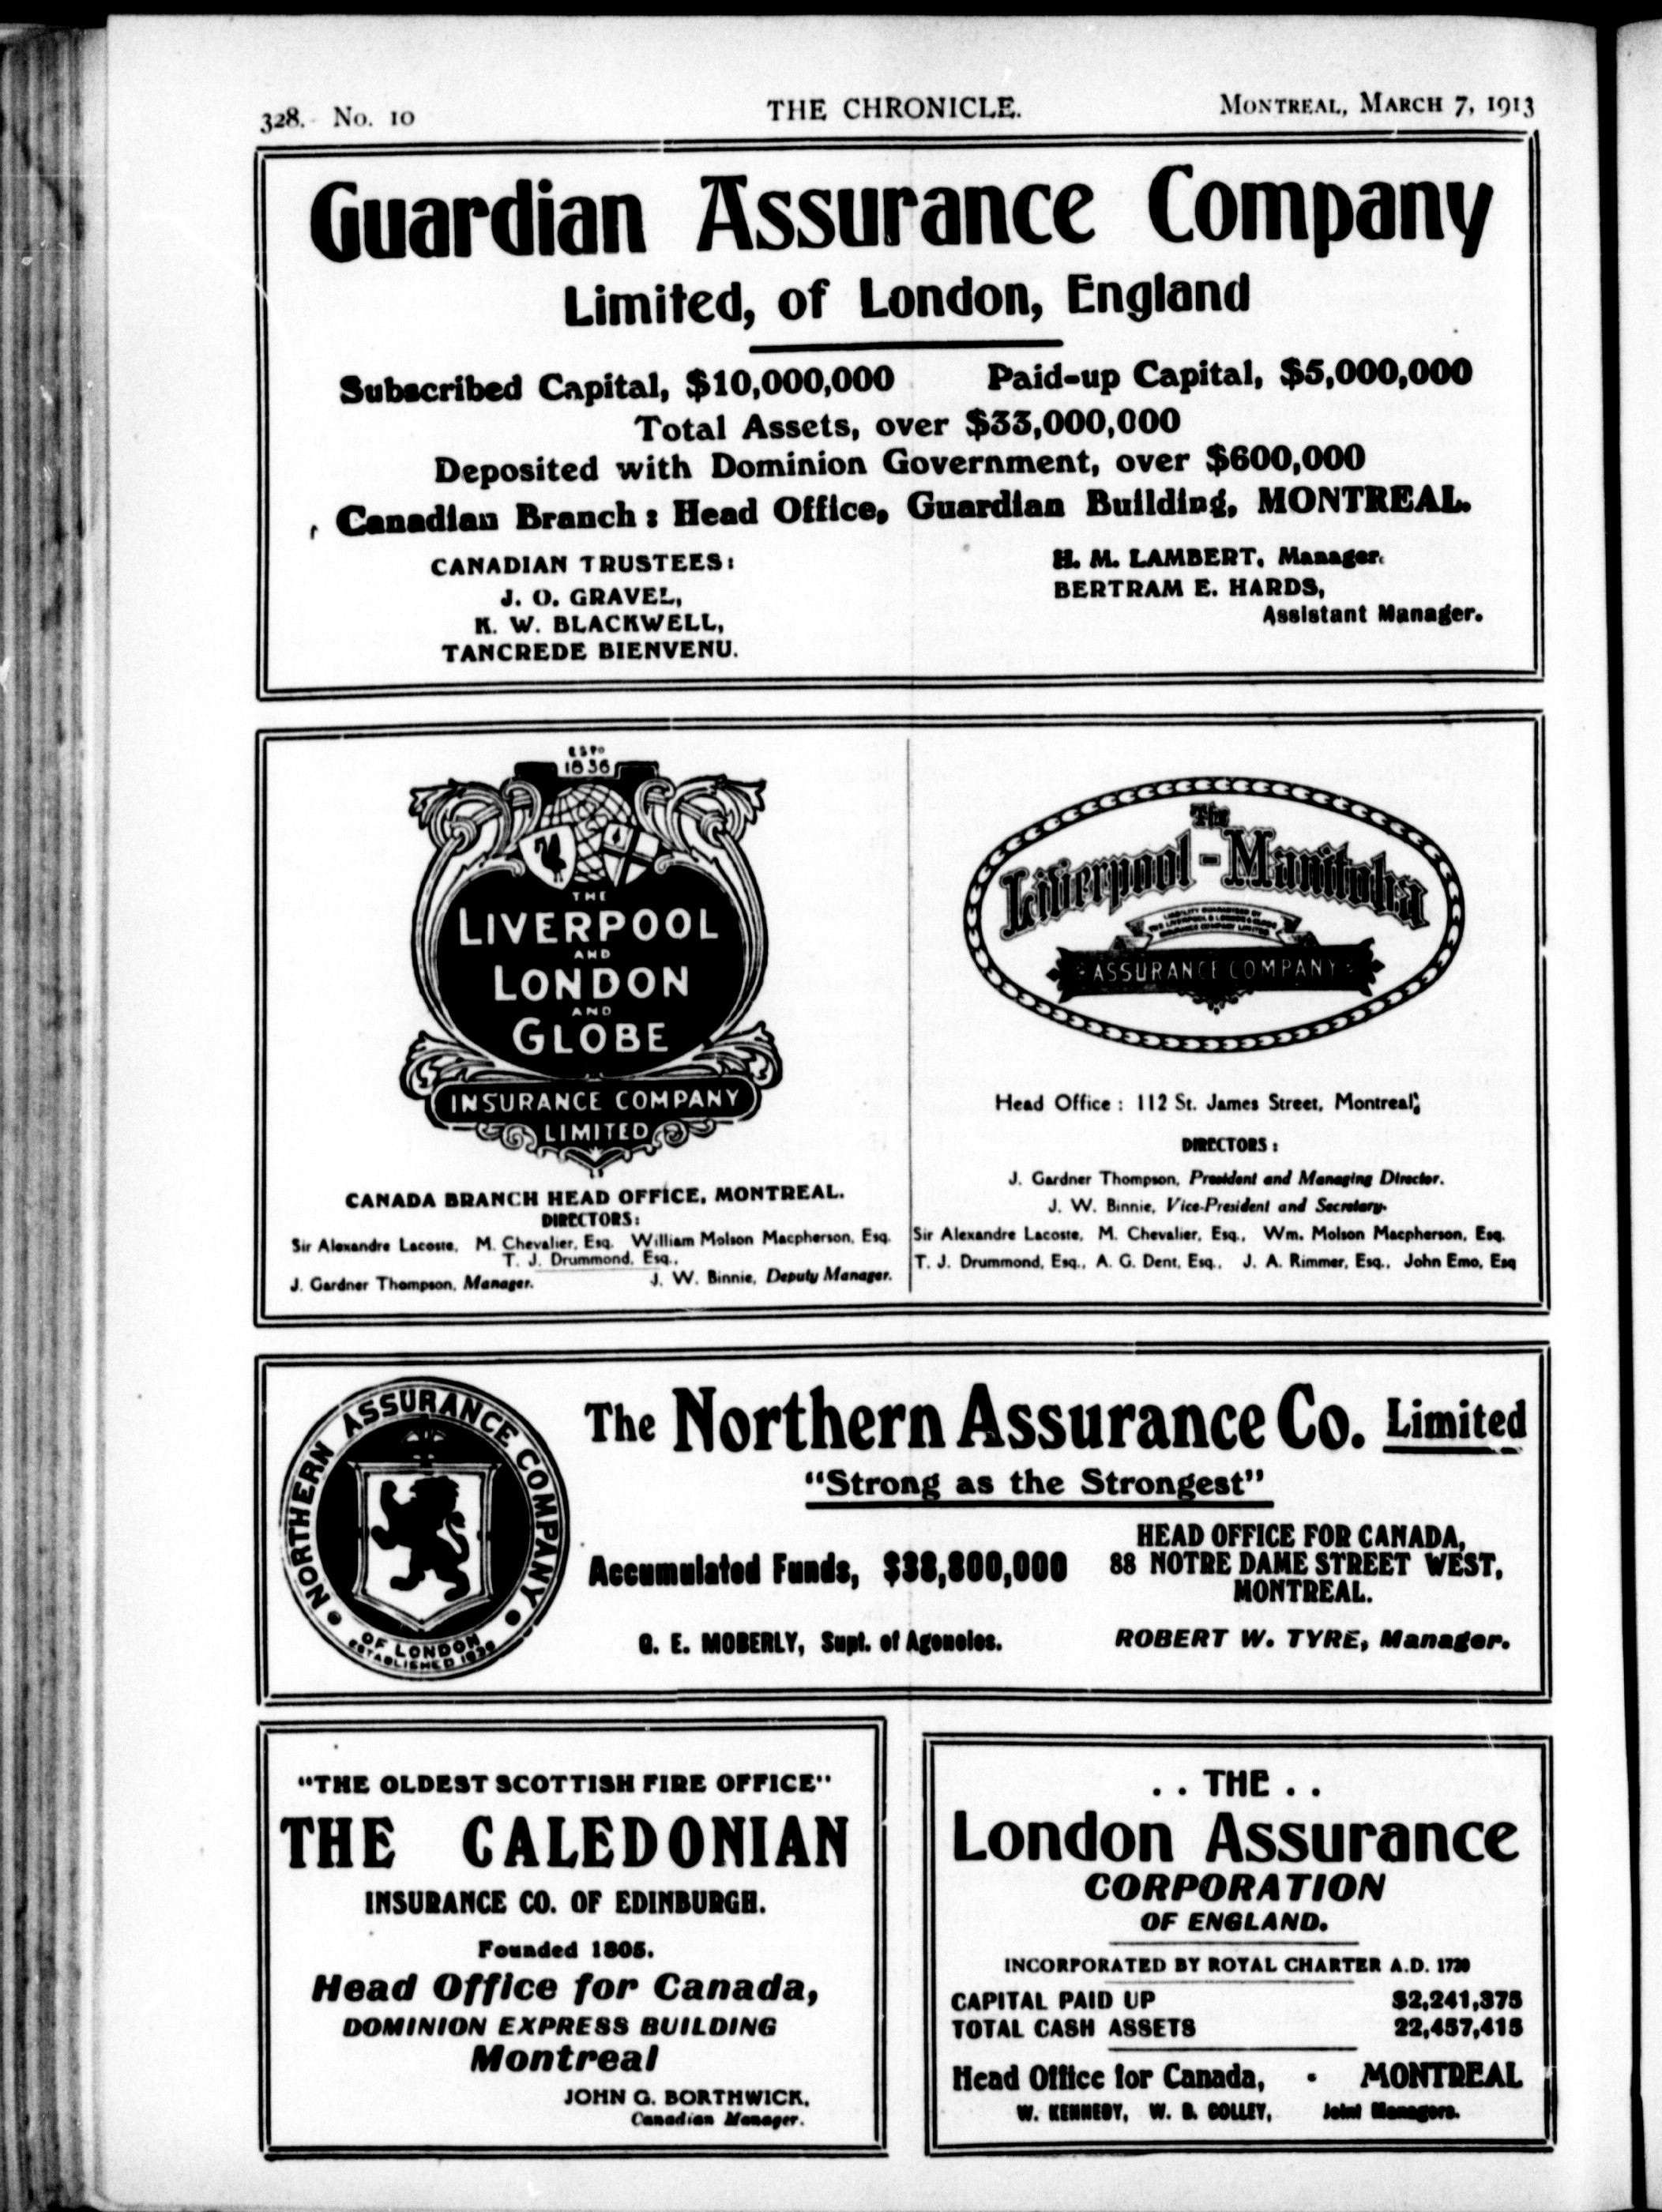 328. No. 10 THE CHRONICLE. MONTREAL, MARCH 7, 1913
Guardian Assurance Company
Limited, of London, England
Subscribed Capital, $10,000,000 Paid-up Capital, $5,000,000
Total Assets, over $33,000,000
Deposited with Dominion Government, over $600,000
Canadian Branch: Head Office, Guardian Building, MONTREAL.
CANADIAN TRUSTEES:
J. O. GRAVEL,
K. W. BLACKWELL,
TANCREDE BIENVENU.
H. M. LAMBERT, Manager.
BERTRAM E. HARDS,
Assistant Manager.
ESTD
1836
THE
LIVERPOOL
AND
LONDON
AND
GLOBE
INSURANCE COMPANY
LIMITED
CANADA BRANCH HEAD OFFICE, MONTREAL.
DIRECTORS:
Sir Alexandre Lacoste, M. Chevalier, Esq. William Molson Macpherson, Esq.
T. J. Drummond, Esq.,
J. Gardner Thompson, Manager. J. W. Binnie, Deputy Manager.
The
Liverpool-Manitoba
LIABILITY GUARANTEED BY
THE LIVERPOOL & LONDON & GLOBE
INSURANCE COMPANY LIMITED
ASSURANCE COMPANY
Head Office: 112 St. James Street, Montreal;
DIRECTORS:
J. Gardner Thompson, President and Managing Director.
J. W. Binnie, Vice-President and Secretary.
Sir Alexandre Lacoste, M. Chevalier, Esq., Wm. Molson Macpherson, Esq.
T. J. Drummond, Esq., A. G. Dent, Esq., J. A. Rimmer, Esq., John Emo, Esq
NORTHERN ASSURANCE COMPANY
OF LONDON
ESTABLISHED 1836
The Northern Assurance Co. Limited
"Strong as the Strongest"
Accumulated Funds, $38,800,000
HEAD OFFICE FOR CANADA,
88 NOTRE DAME STREET WEST,
MONTREAL.
G. E. MOBERLY, Supt. of Agencies.
ROBERT W. TYRE, Manager.
"THE OLDEST SCOTTISH FIRE OFFICE"
THE CALEDONIAN
INSURANCE CO. OF EDINBURGH.
Founded 1805.
Head Office for Canada,
DOMINION EXPRESS BUILDING
Montreal
JOHN G. BORTHWICK,
Canadian Manager.
. . THE . .
London Assurance
CORPORATION
OF ENGLAND.
INCORPORATED BY ROYAL CHARTER A.D. 1720
CAPITAL PAID UP $2,241,375
TOTAL CASH ASSETS 22,457,415
Head Office for Canada, • MONTREAL
W. KENNEDY, W. B. COLLEY, Joint Managers.